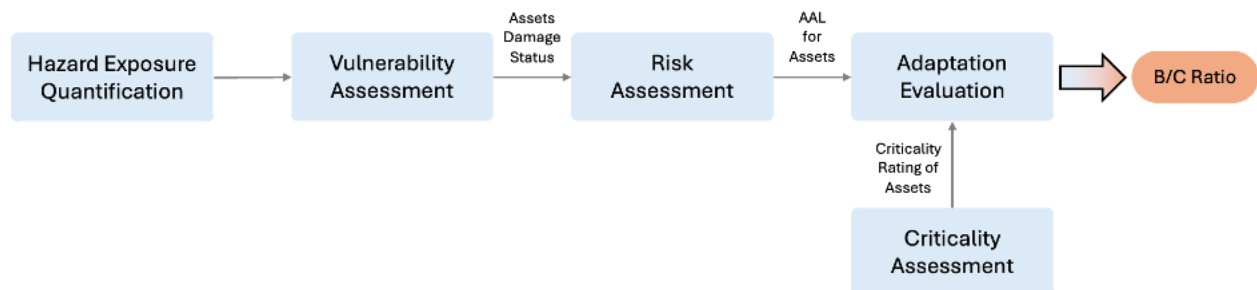 Hazard Exposure
Quantification
Vulnerability
Assessment
Assets
Damage
Status
Risk
Assessment
AAL
for
Assets
Adaptation
Evaluation
B/C Ratio
Criticality
Rating of
Assets
Criticality
Assessment